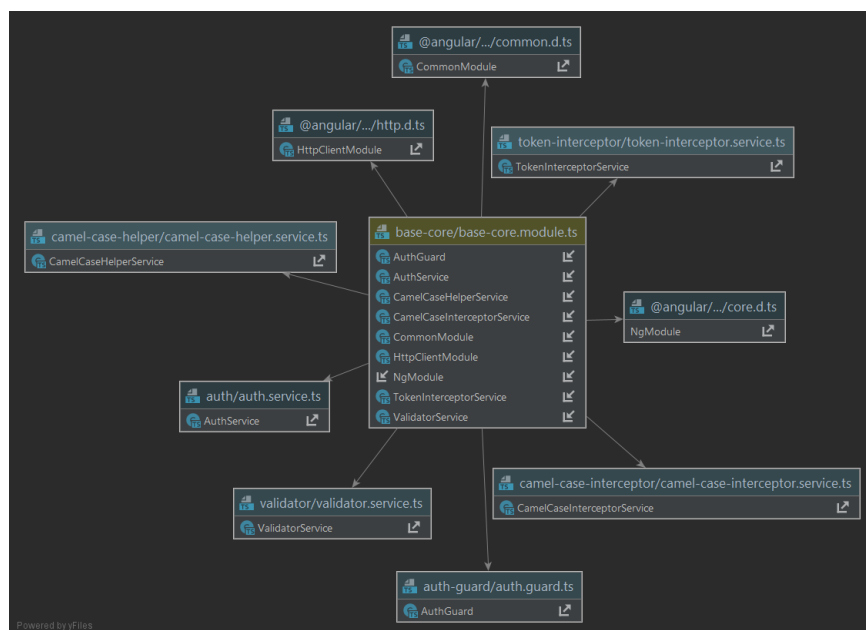 @angular/.../common.d.ts
CommonModule
@angular/.../http.d.ts
HttpClientModule
token-interceptor/token-interceptor.service.ts
TokenInterceptorService
camel-case-helper/camel-case-helper.service.ts
CamelCaseHelperService
base-core/base-core.module.ts
AuthGuard
AuthService
CamelCaseHelperService
CamelCaseInterceptorService
CommonModule
HttpClientModule
NgModule
TokenInterceptorService
ValidatorService
@angular/.../core.d.ts
NgModule
auth/auth.service.ts
AuthService
camel-case-interceptor/camel-case-interceptor.service.ts
CamelCaseInterceptorService
validator/validator.service.ts
ValidatorService
auth-guard/auth.guard.ts
AuthGuard
Powered by yFiles